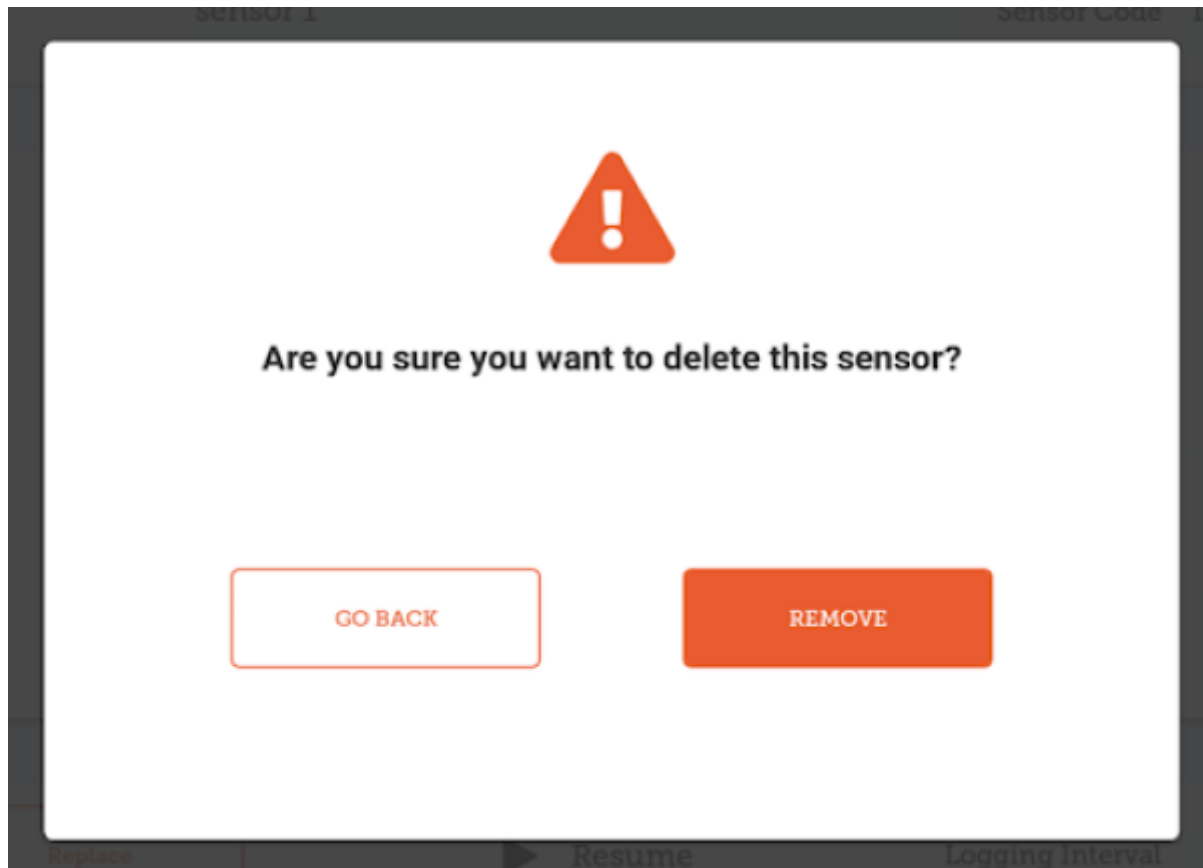 sensor 1 Sensor Code
Are you sure you want to delete this sensor?
GO BACK REMOVE
Replace Resume Logging Interval